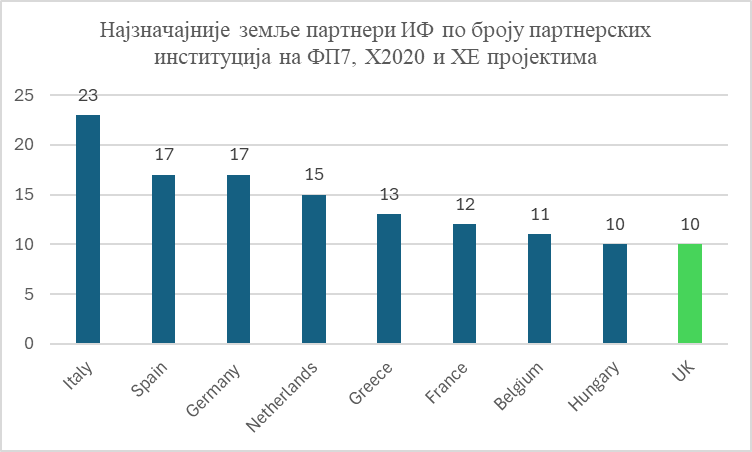 Најзначајније земље партнери ИФ по броју партнерских
институција на ФП7, Х2020 и ХЕ пројектима
25
20
15
10
5
0
23
17
17
15
13
12
11
10
10
Italy
Spain
Germany
Netherlands
Greece
France
Belgium
Hungary
UK